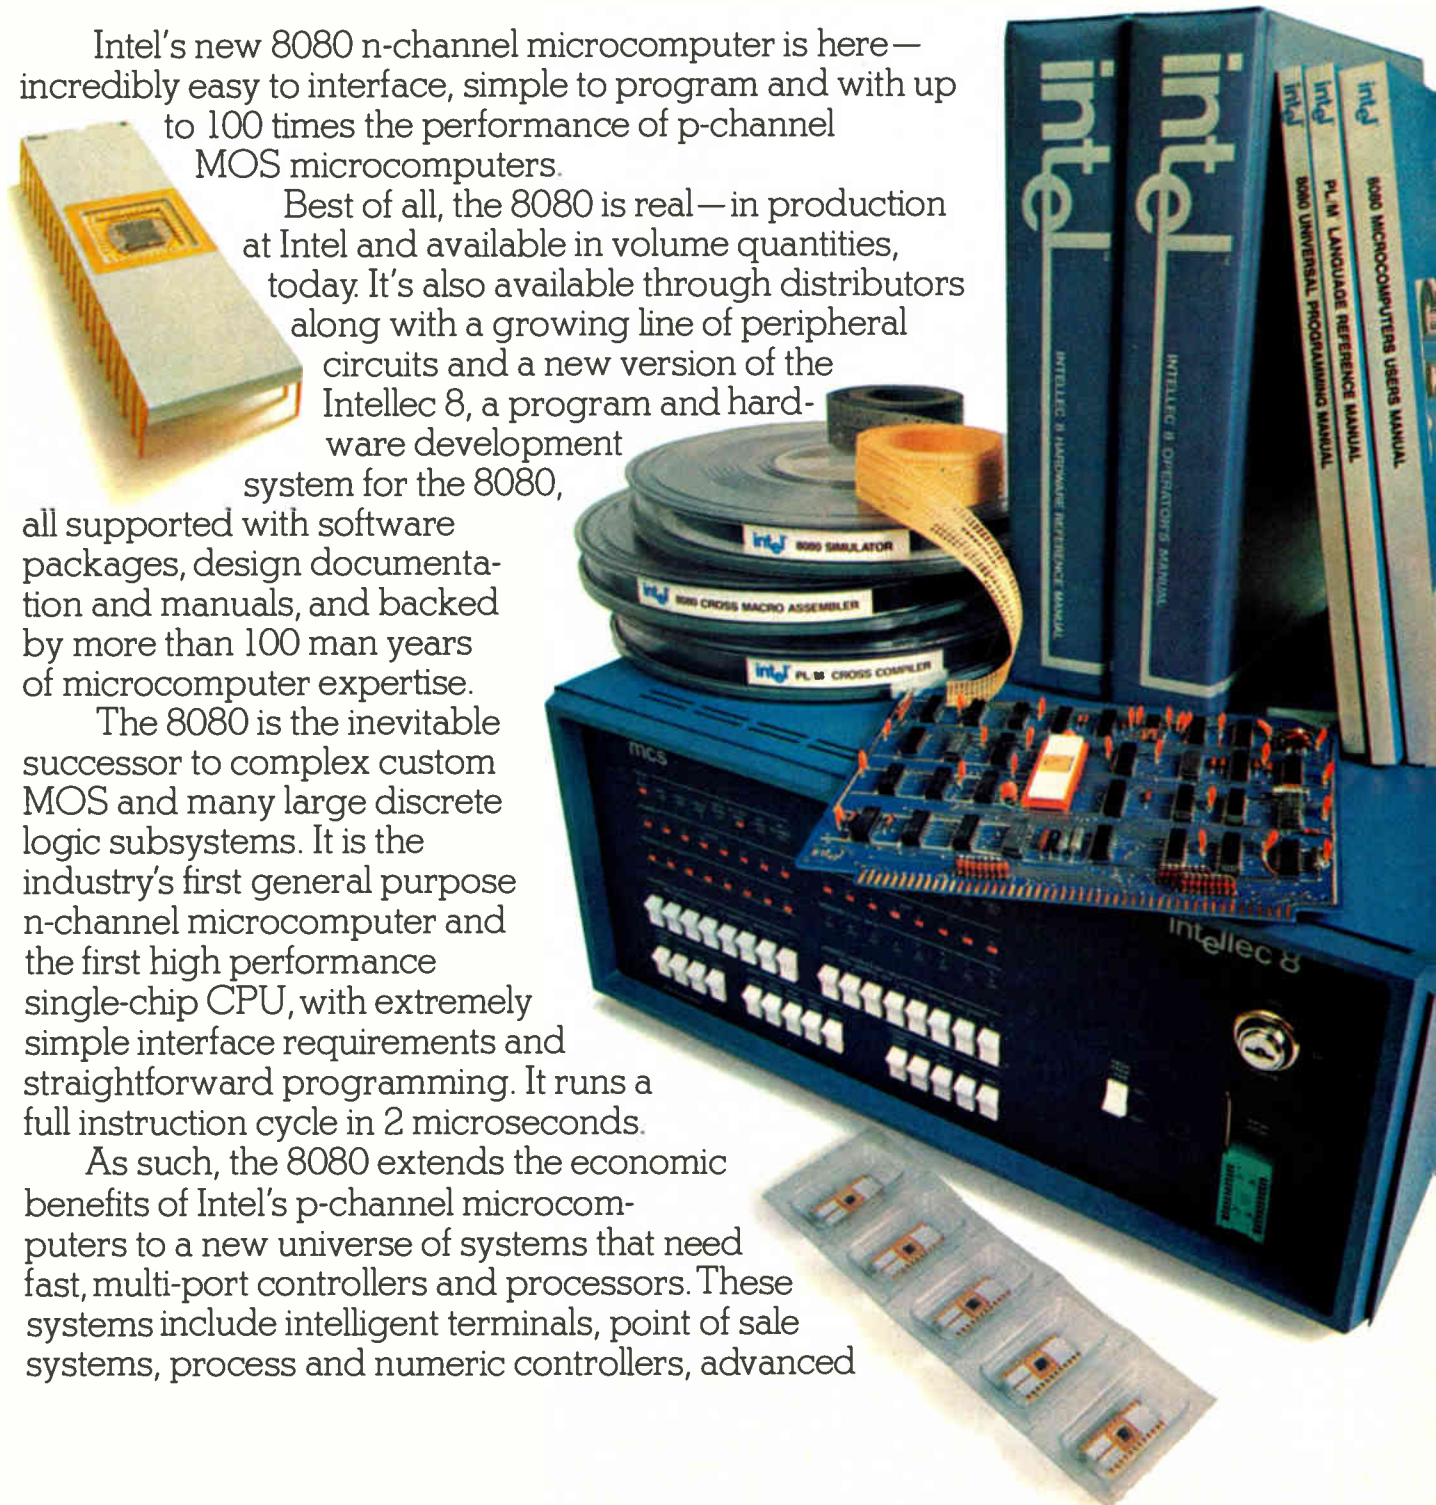 Intel's new 8080 n-channel microcomputer is here—
incredibly easy to interface, simple to program and with up
to 100 times the performance of p-channel
MOS microcomputers.
Best of all, the 8080 is real—in production
at Intel and available in volume quantities,
today. It's also available through distributors
along with a growing line of peripheral
circuits and a new version of the
Intellec 8, a program and hard-
ware development
system for the 8080,
all supported with software
packages, design documenta-
tion and manuals, and backed
by more than 100 man years
of microcomputer expertise.
The 8080 is the inevitable
successor to complex custom
MOS and many large discrete
logic subsystems. It is the
industry's first general purpose
n-channel microcomputer and
the first high performance
single-chip CPU, with extremely
simple interface requirements and
straightforward programming. It runs a
full instruction cycle in 2 microseconds.
As such, the 8080 extends the economic
benefits of Intel's p-channel microcom-
puters to a new universe of systems that need
fast, multi-port controllers and processors. These
systems include intelligent terminals, point of sale
systems, process and numeric controllers, advanced
intel
INTELLEC 8 HARDWARE REFERENCE MANUAL
intel
INTELLEC 8 OPERATOR'S MANUAL
intel
8080 UNIVERSAL PROGRAMMING MANUAL
intel
PL/M LANGUAGE REFERENCE MANUAL
intel
8080 MICROCOMPUTERS USERS MANUAL
intel 8080 SIMULATOR
intel 8080 CROSS MACRO ASSEMBLER
intel PL/M CROSS COMPILER
mcs
intel
intellec 8